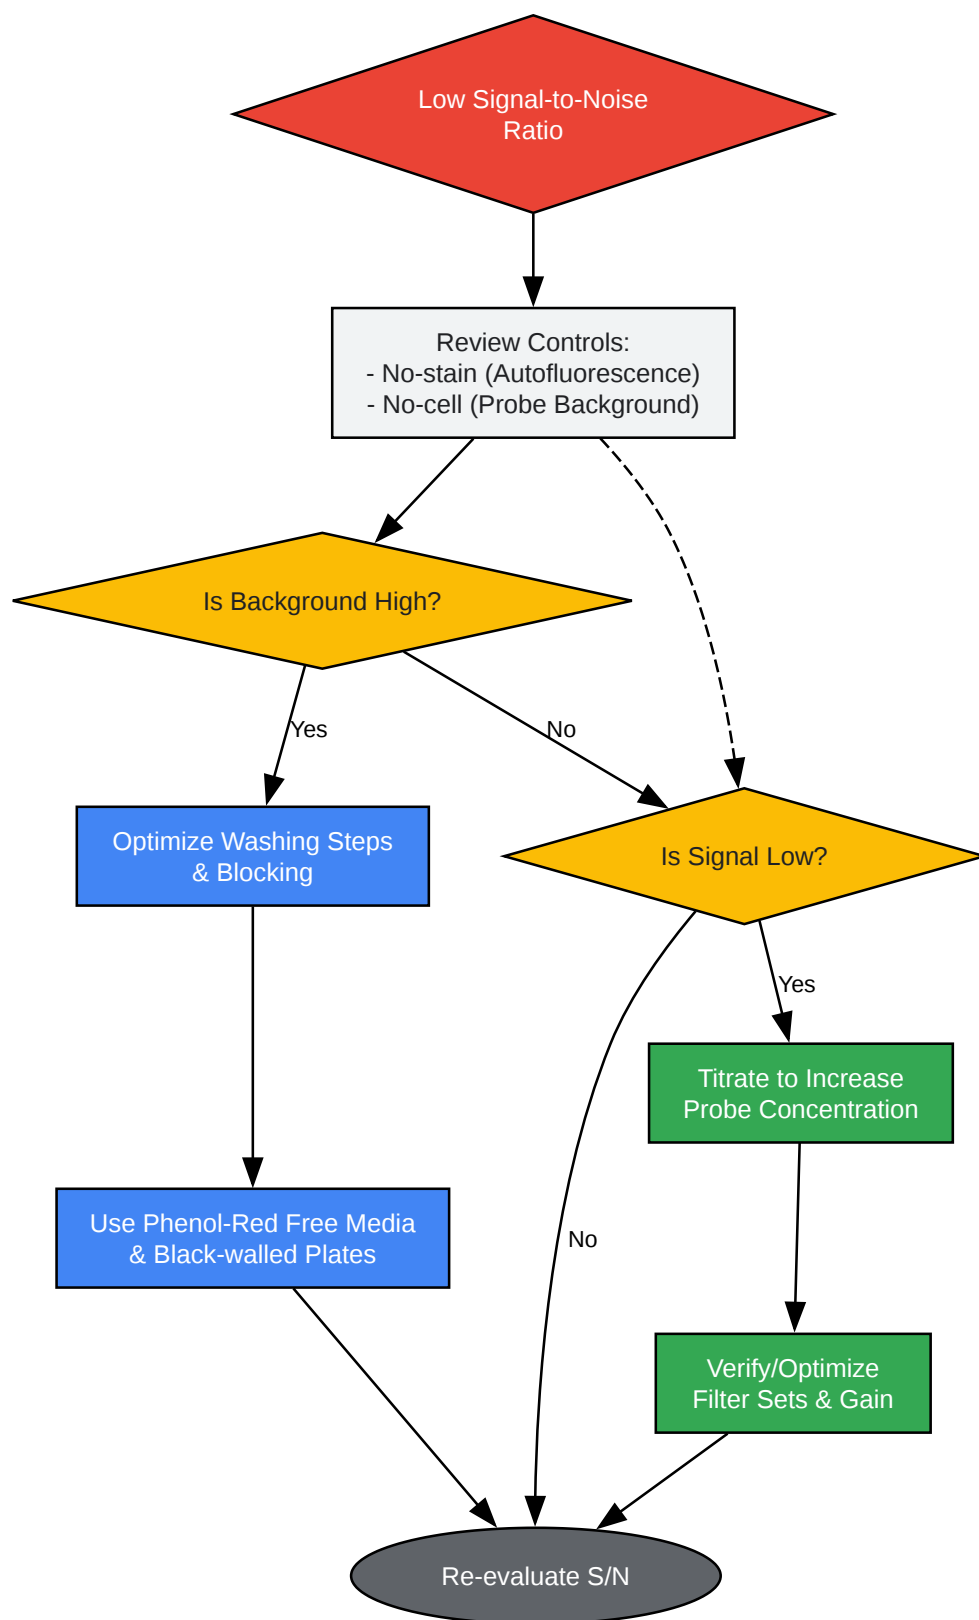 Low Signal-to-Noise
Ratio
Review Controls:
- No-stain (Autofluorescence)
- No-cell (Probe Background)
Is Background High?
Yes
No
Optimize Washing Steps
& Blocking
Is Signal Low?
Yes
Titrate to Increase
Probe Concentration
Use Phenol-Red Free Media
& Black-walled Plates
No
Verify/Optimize
Filter Sets & Gain
Re-evaluate S/N